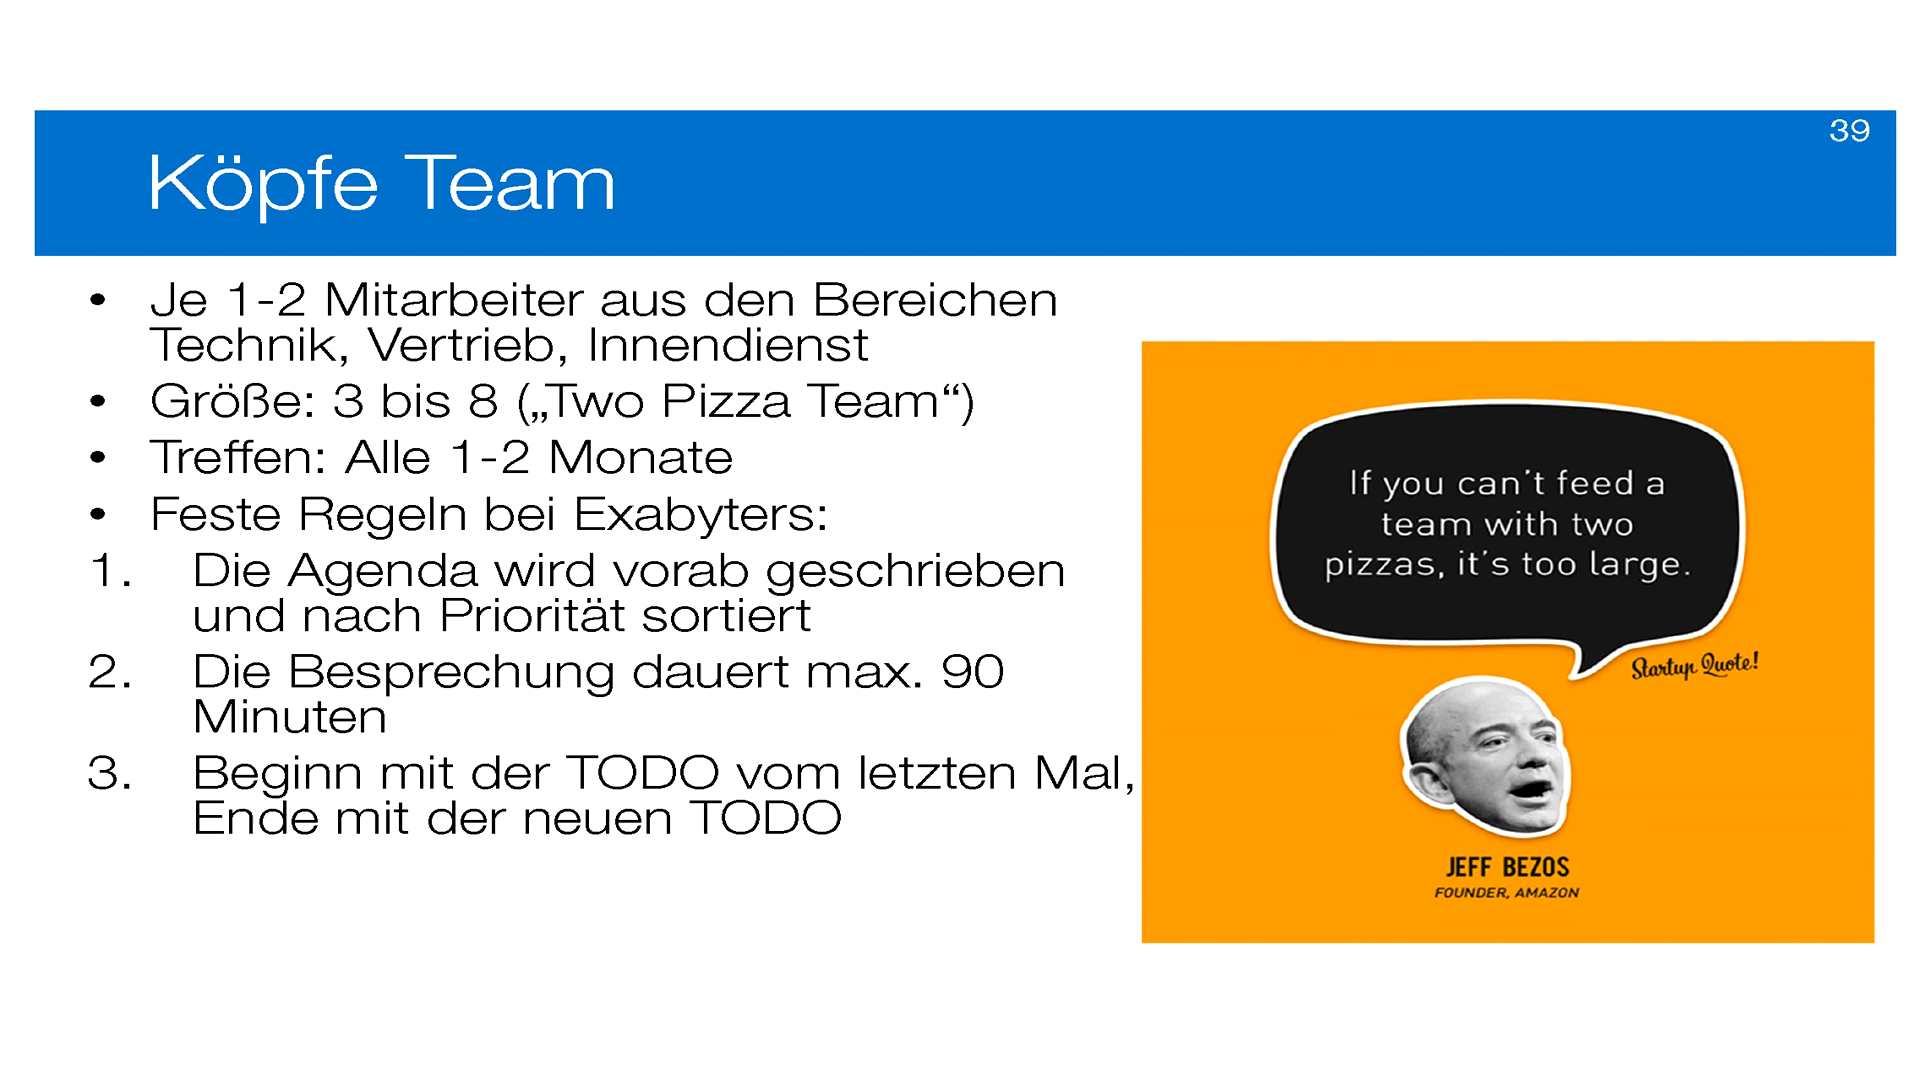 39
Köpfe Team
• Je 1-2 Mitarbeiter aus den Bereichen
Technik, Vertrieb, Innendienst
• Größe: 3 bis 8 („Two Pizza Team“)
• Treffen: Alle 1-2 Monate
• Feste Regeln bei Exabyters:
1. Die Agenda wird vorab geschrieben
und nach Priorität sortiert
2. Die Besprechung dauert max. 90
Minuten
3. Beginn mit der TODO vom letzten Mal,
Ende mit der neuen TODO
If you can't feed a
team with two
pizzas, it's too large.
Startup Quote!
JEFF BEZOS
FOUNDER, AMAZON